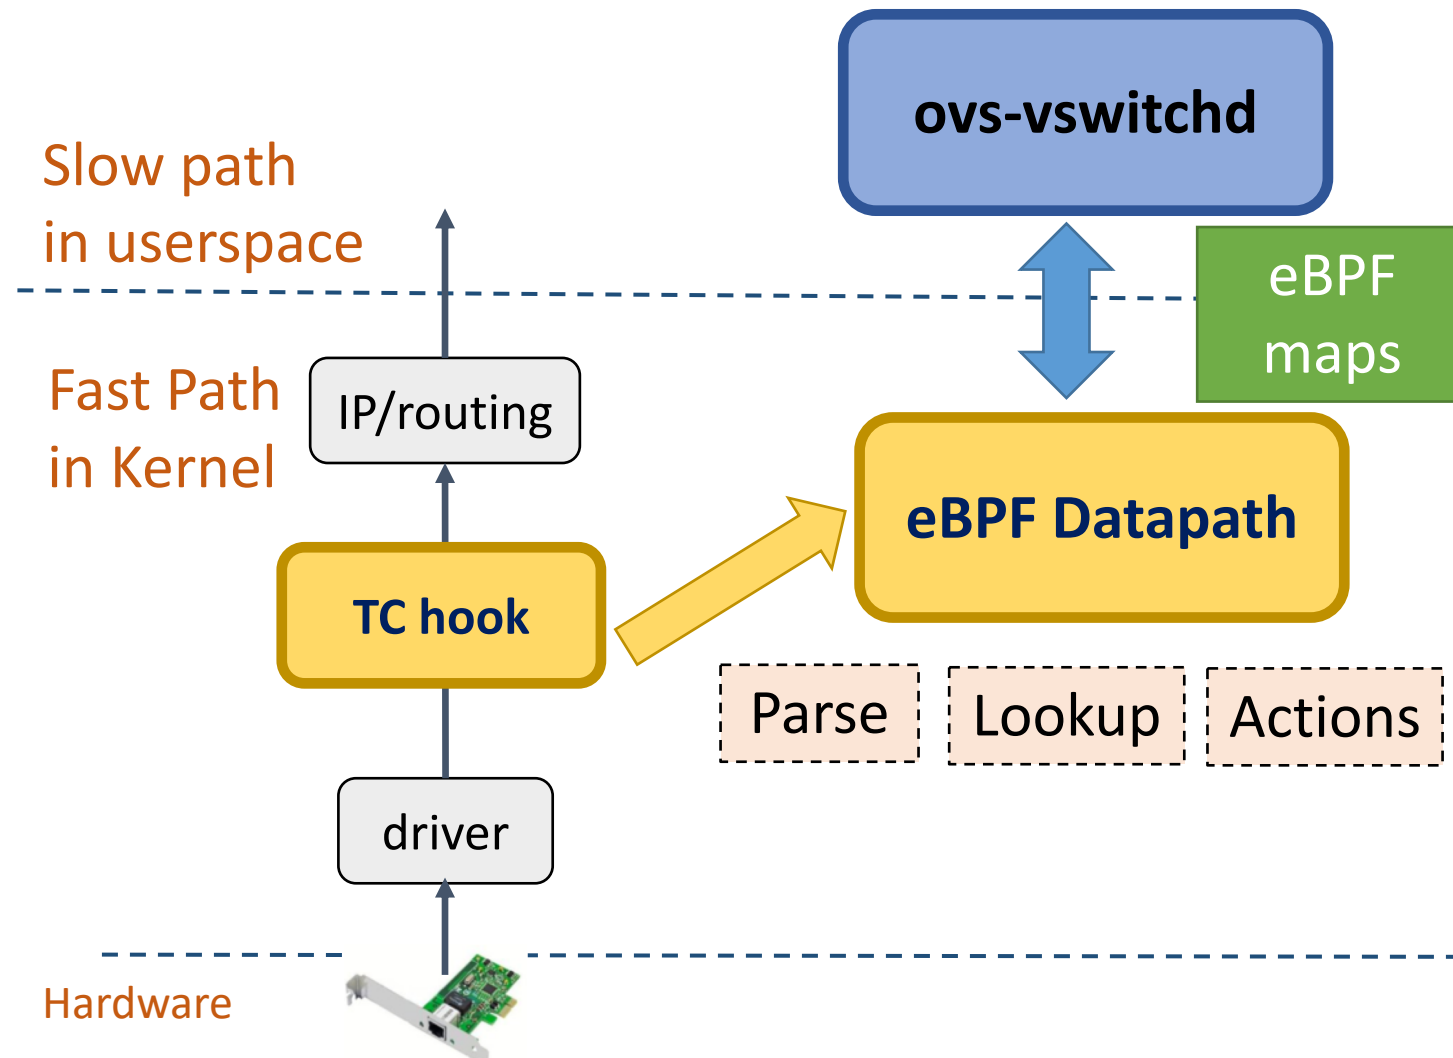 ovs-vswitchd
Slow path
in userspace
eBPF
maps
Fast Path
in Kernel
IP/routing
eBPF Datapath
TC hook
Parse
Lookup
Actions
driver
Hardware